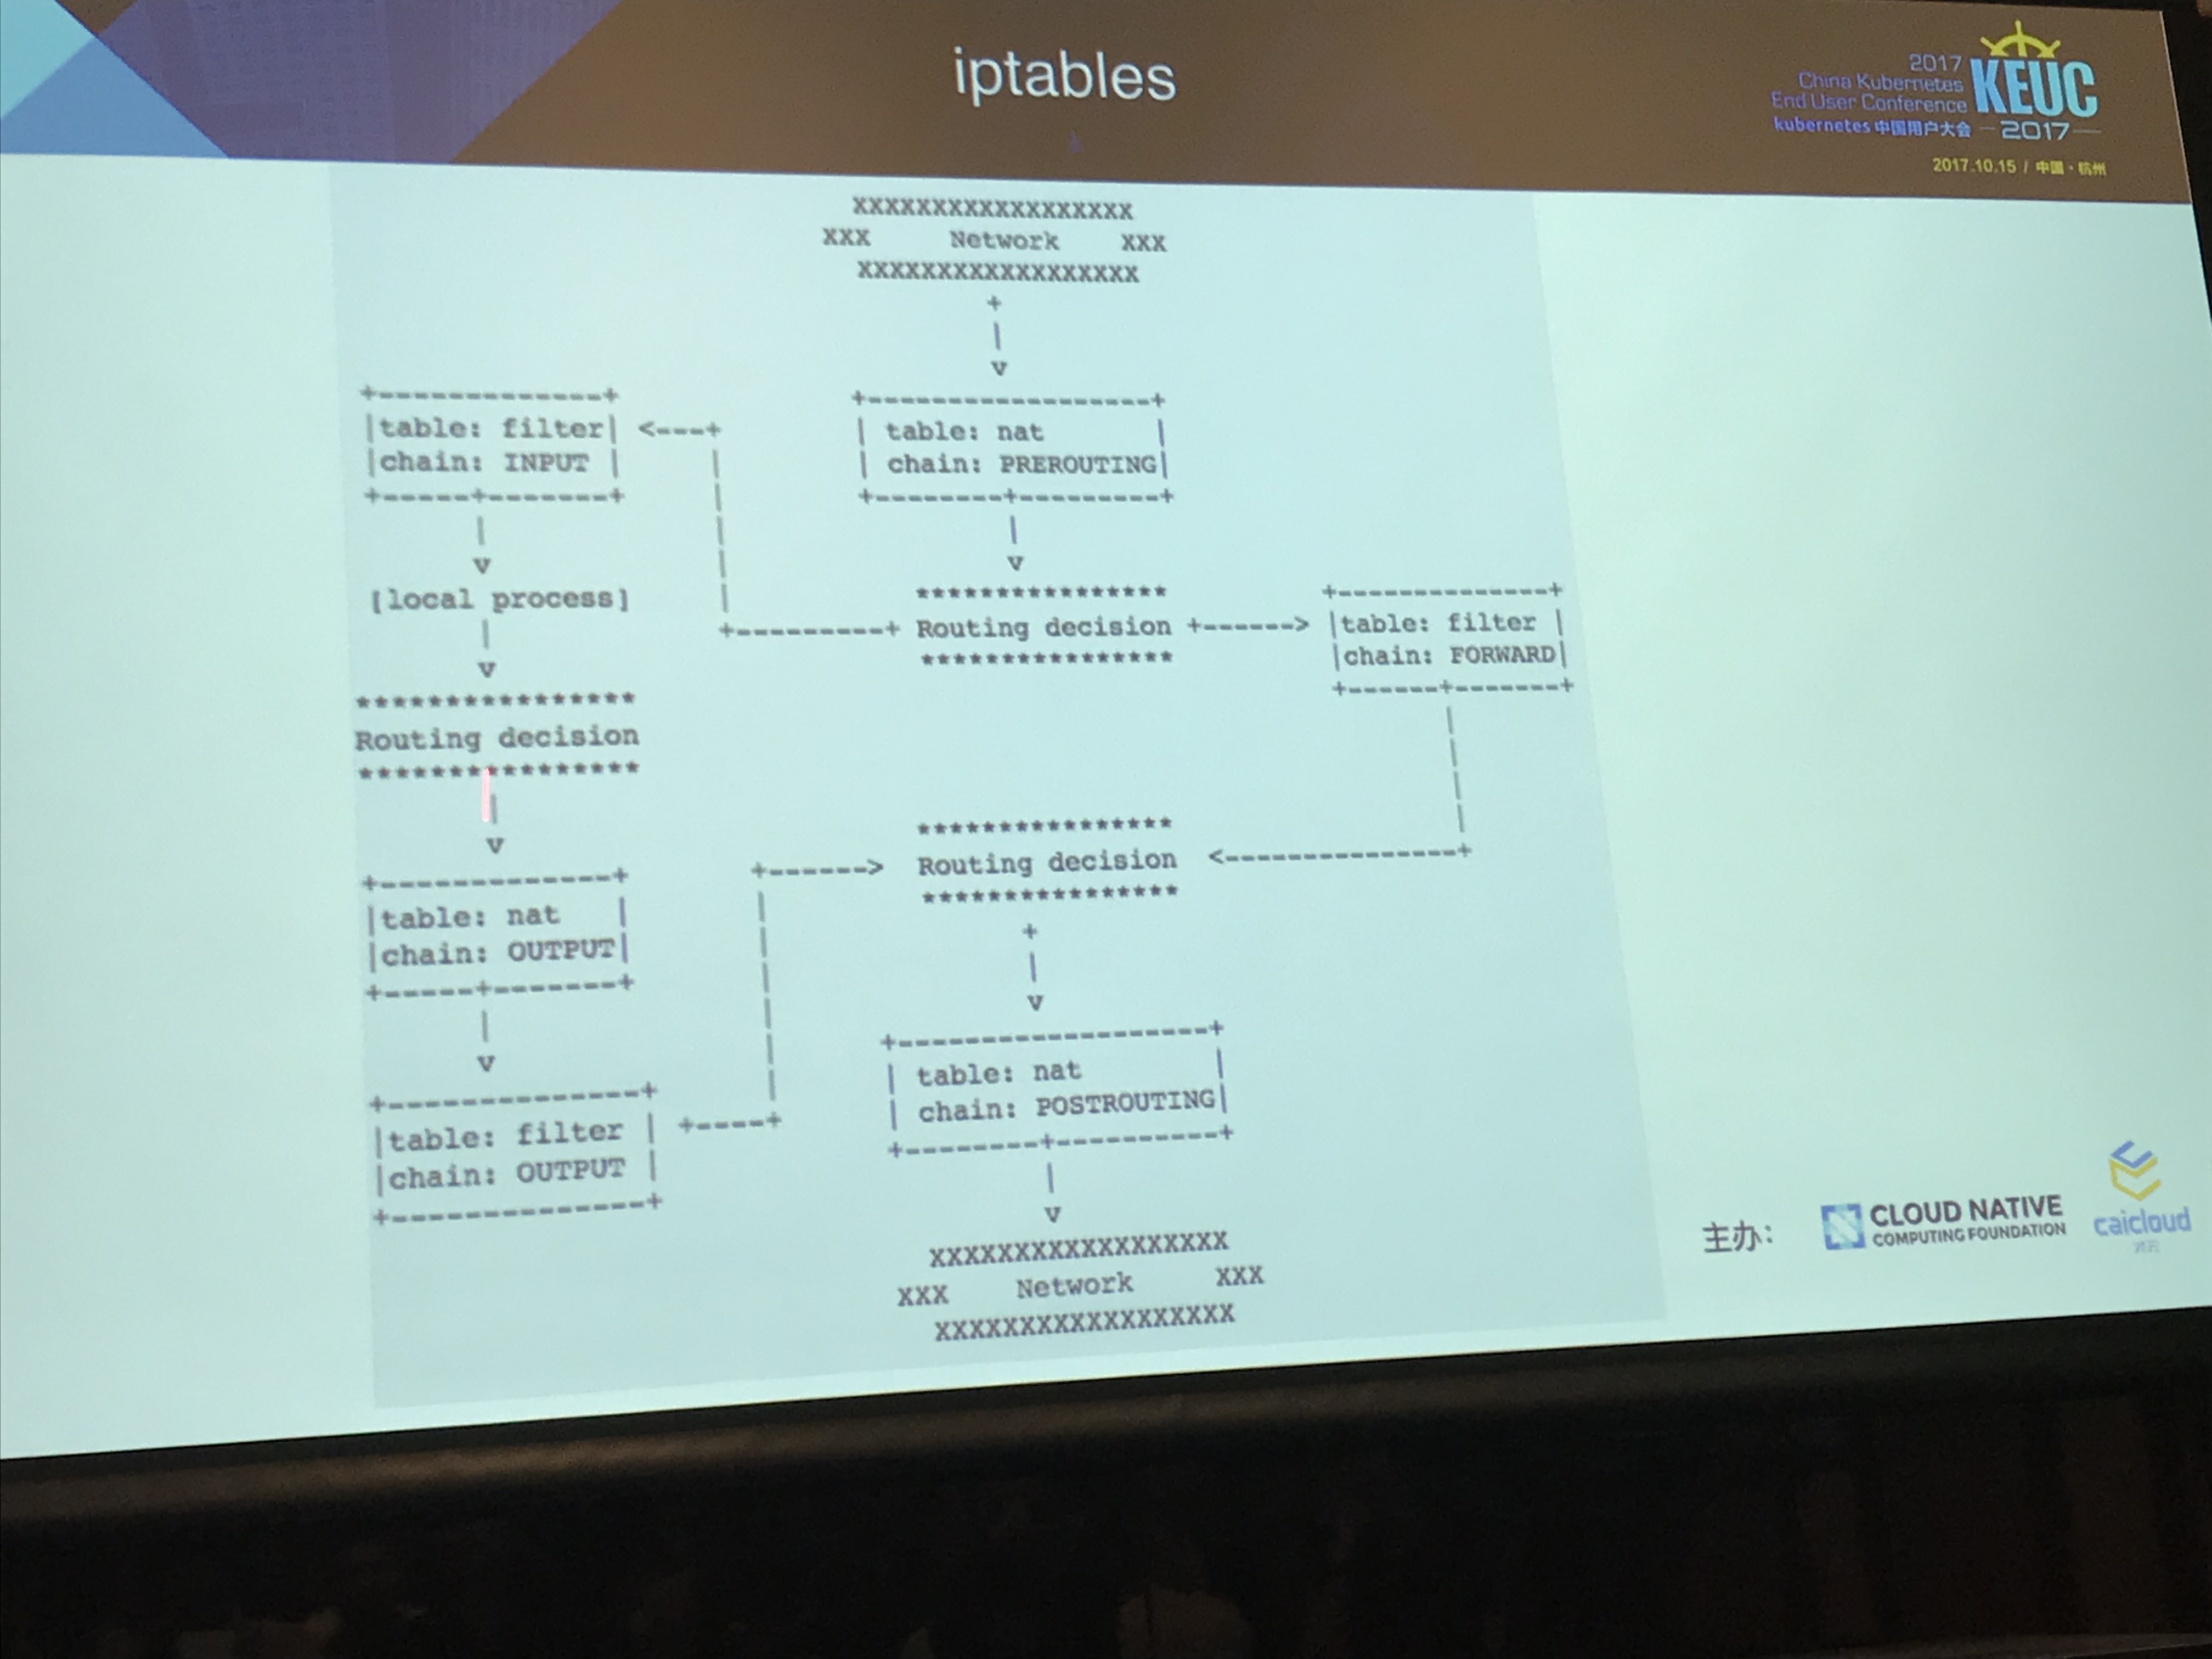 iptables
2017
China Kubernetes
End User Conference
kubernetes 中国用户大会
KEUC
2017
2017.10.15 / 中国·杭州
XXXXXXXXXXXXXXXXXX
XXX Network XXX
XXXXXXXXXXXXXXXXXX
table: filter
chain: INPUT
table: nat
chain: PREROUTING
[local process]
Routing decision
table: filter
chain: FORWARD
Routing decision
Routing decision
table: nat
chain: OUTPUT
table: nat
chain: POSTROUTING
table: filter
chain: OUTPUT
XXXXXXXXXXXXXXXXXX
XXX Network XXX
XXXXXXXXXXXXXXXXXX
主办:
CLOUD NATIVE
COMPUTING FOUNDATION
caicloud